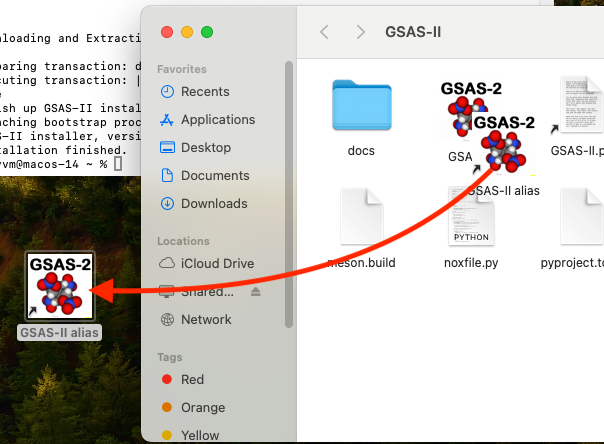 nloading and Extracti
paring transaction: d
cuting transaction: |
e
ish up GSAS-II instal
aching bootstrap proc
S-II installer, versi
tallation finished.
vm@macos-14 ~ %
GSAS-II
Favorites
Recents
Applications
Desktop
Documents
Downloads
Locations
iCloud Drive
Shared...
Network
Tags
Red
Orange
Yellow
docs
GSAS-2
GSA
GSAS-2
GSAS-II alias
GSAS-II.p
meson.build
PYTHON
noxfile.py
pyproject.to
GSAS-2
GSAS-II alias